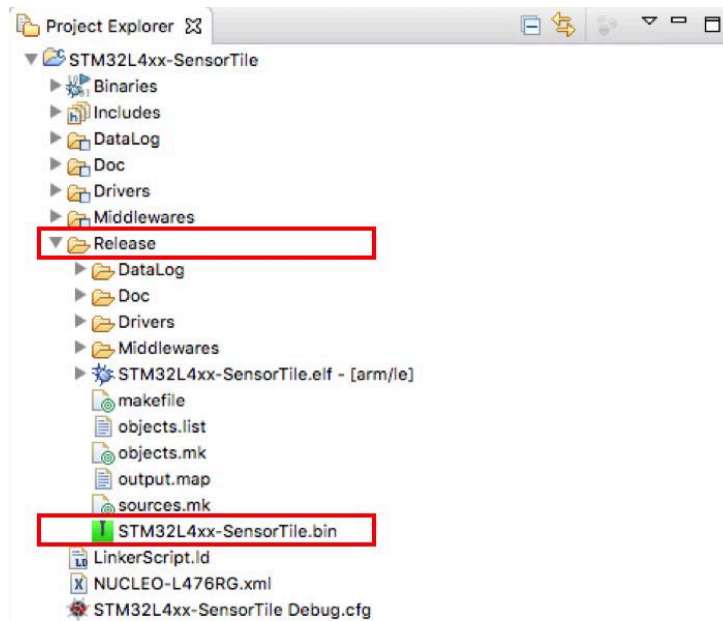 Project Explorer
STM32L4xx-SensorTile
Binaries
Includes
DataLog
Doc
Drivers
Middlewares
Release
DataLog
Doc
Drivers
Middlewares
STM32L4xx-SensorTile.elf - [arm/le]
makefile
objects.list
objects.mk
output.map
sources.mk
STM32L4xx-SensorTile.bin
LinkerScript.ld
NUCLEO-L476RG.xml
STM32L4xx-SensorTile Debug.cfg